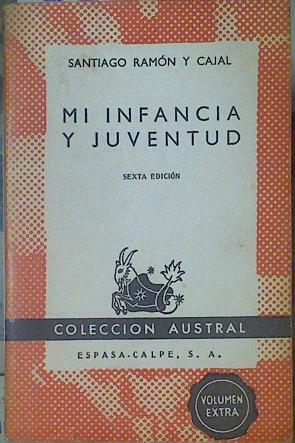 SANTIAGO RAMÓN Y CAJAL
MI INFANCIA
Y JUVENTUD
SEXTA EDICIÓN
COLECCION AUSTRAL
ESPASA-CALPE, S. A.
VOLUMEN
EXTRA